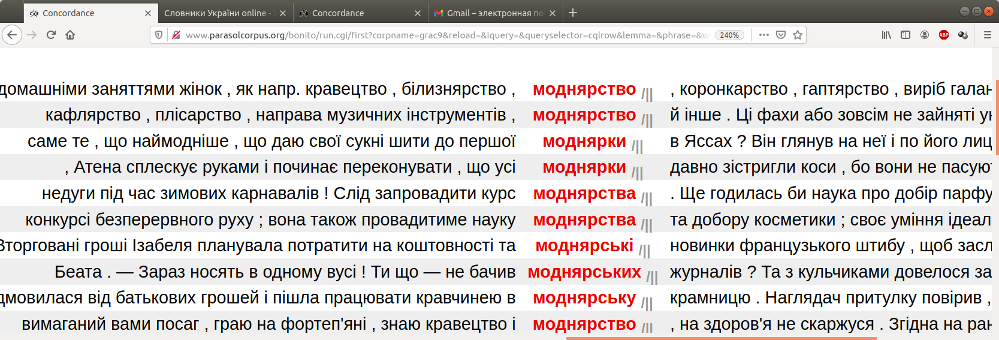 Concordance
Словники України online -
Concordance
Gmail – электронная по
www.parasolcorpus.org/bonito/run.cgi/first?corpname=grac9&reload=&iquery=&queryselector=cqlrow&lemma=&phrase=&w
240%
ABP
домашніми заняттями жінок , як напр. кравецтво , білизнярство , моднярство /|| , коронкарство , гаптярство , виріб галан
кафлярство , плісарство , направа музичних інструментів , моднярство /|| й інше . Ці фахи або зовсім не зайняті ук
саме те , що наймодніше , що даю свої сукні шити до першої моднярки /|| в Яссах ? Він глянув на неї і по його лиц
, Атена сплескує руками і починає переконувати , що усі моднярки /|| давно зістригли коси , бо вони не пасуют
недуги під час зимових карнавалів ! Слід запровадити курс моднярства /|| . Ще годилась би наука про добір парфу
конкурсі безперервного руху ; вона також провадитиме науку моднярства /|| та добору косметики ; своє уміння ідеал
Вторговані гроші Ізабеля планувала потратити на коштовності та моднярські /|| новинки французького штибу , щоб засл
Беата . — Зараз носять в одному вусі ! Ти що — не бачив моднярських /|| журналів ? Та з кульчиками довелося за
дмовилася від батькових грошей і пішла працювати кравчинею в моднярську /|| крамницю . Наглядач притулку повірив ,
вимаганий вами посаг , граю на фортеп'яні , знаю кравецтво і моднярство /|| , на здоров'я не скаржуся . Згідна на ран